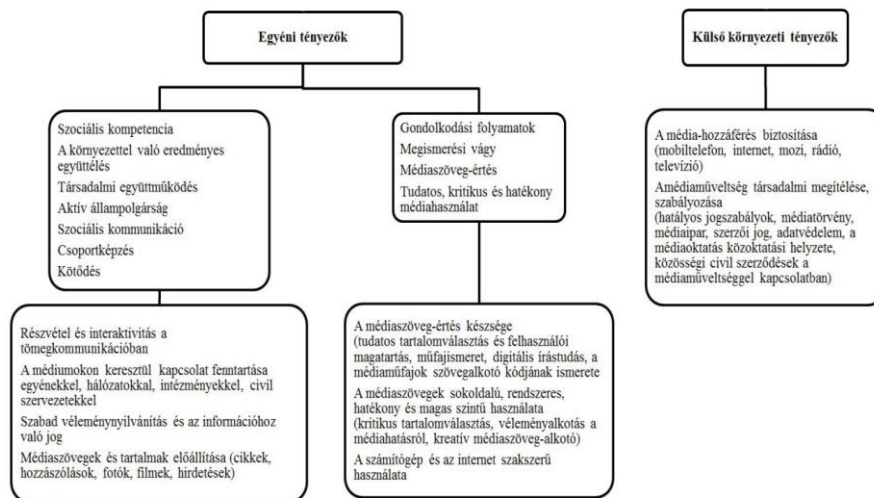 Egyéni tényezők
Külső környezeti tényezők
Szociális kompetencia
A környezettel való eredményes
együttélés
Társadalmi együttműködés
Aktív állampolgárság
Szociális kommunikáció
Csoportképzés
Kötődés
Gondolkodási folyamatok
Megismerési vágy
Médiaszöveg-értés
Tudatos, kritikus és hatékony
médiahasználat
A média-hozzáférés biztosítása
(mobiltelefon, internet, mozi, rádió,
televízió)
Amédiaműveltség társadalmi megítélése,
szabályozása
(hatályos jogszabályok, médiatörvény,
médiaipar, szerzői jog, adatvédelem, a
médiaoktatás közoktatási helyzete,
közösségi civil szerződések a
médiaműveltséggel kapcsolatban)
Részvétel és interaktivitás a
tömegkommunikációban
A médiumokon keresztül kapcsolat fenntartása
egyénekkel, hálózatokkal, intézményekkel, civil
szervezetekkel
Szabad véleménynyilvánítás és az információhoz
való jog
Médiaszövegek és tartalmak előállítása (cikkek,
hozzászólások, fotók, filmek, hirdetések)
A médiaszöveg-értés készsége
(tudatos tartalomválasztás és felhasználói
magartatás, műfajismeret, digitális írástudás, a
médiaműfajok szövegalkotó kódjának ismerete
A médiaszövegek sokoldalú, rendszeres,
hatékony és magas szintű használata
(kritikus tartalomválasztás, véleményalkotás a
médiahatásról, kreatív médiaszöveg-alkotó)
A számítógép és az internet szakszerű
használata